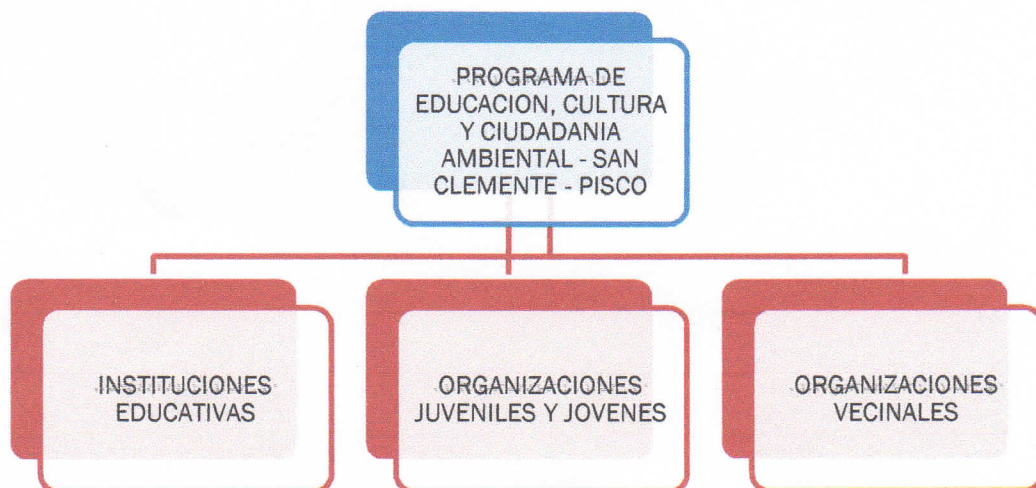 PROGRAMA DE
EDUCACION, CULTURA
Y CIUDADANIA
AMBIENTAL - SAN
CLEMENTE - PISCO
INSTITUCIONES
EDUCATIVAS
ORGANIZACIONES
JUVENILES Y JOVENES
ORGANIZACIONES
VECINALES